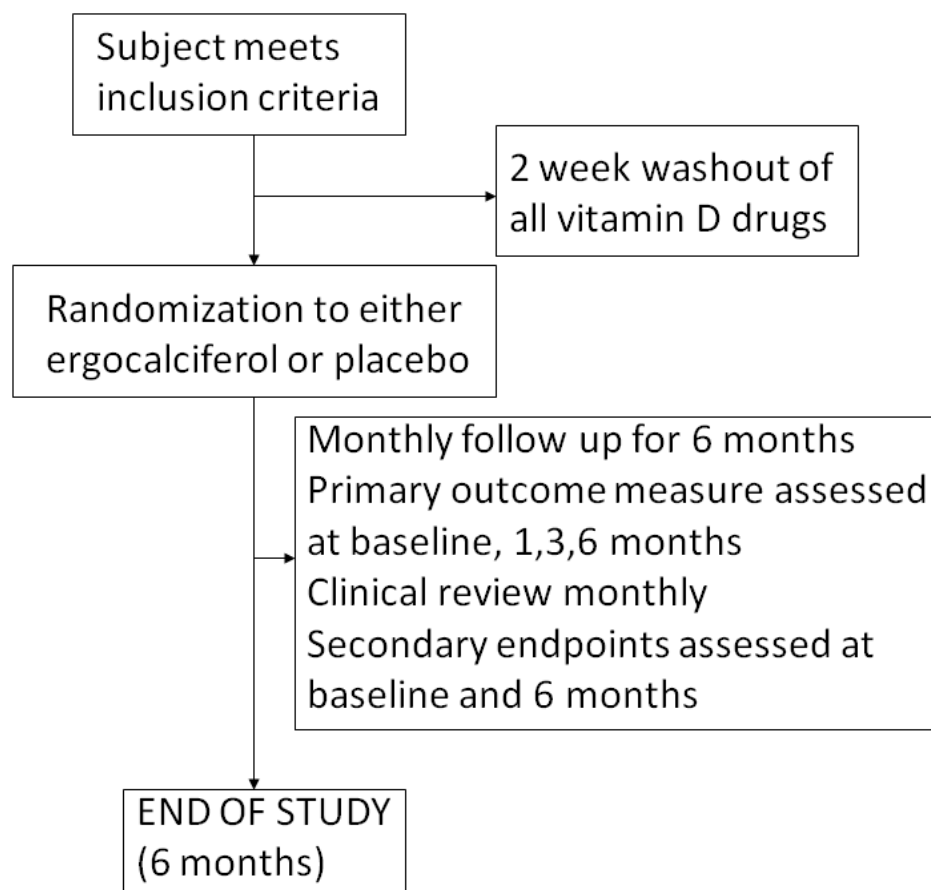 Subject meets
inclusion criteria
2 week washout of
all vitamin D drugs
Randomization to either
ergocalciferol or placebo
Monthly follow up for 6 months
Primary outcome measure assessed
at baseline, 1,3,6 months
Clinical review monthly
Secondary endpoints assessed at
baseline and 6 months
END OF STUDY
(6 months)